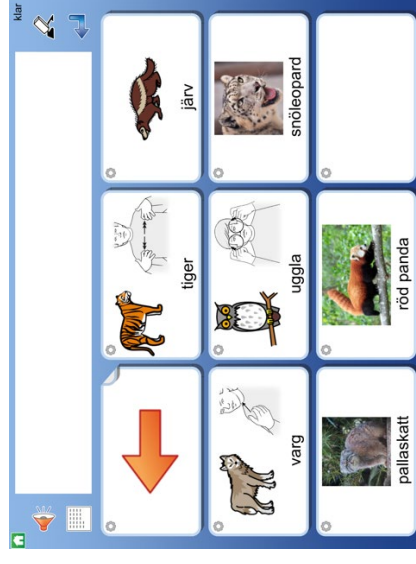 klar
tiger
järv
varg
uggla
snöleopard
pallaskatt
röd panda